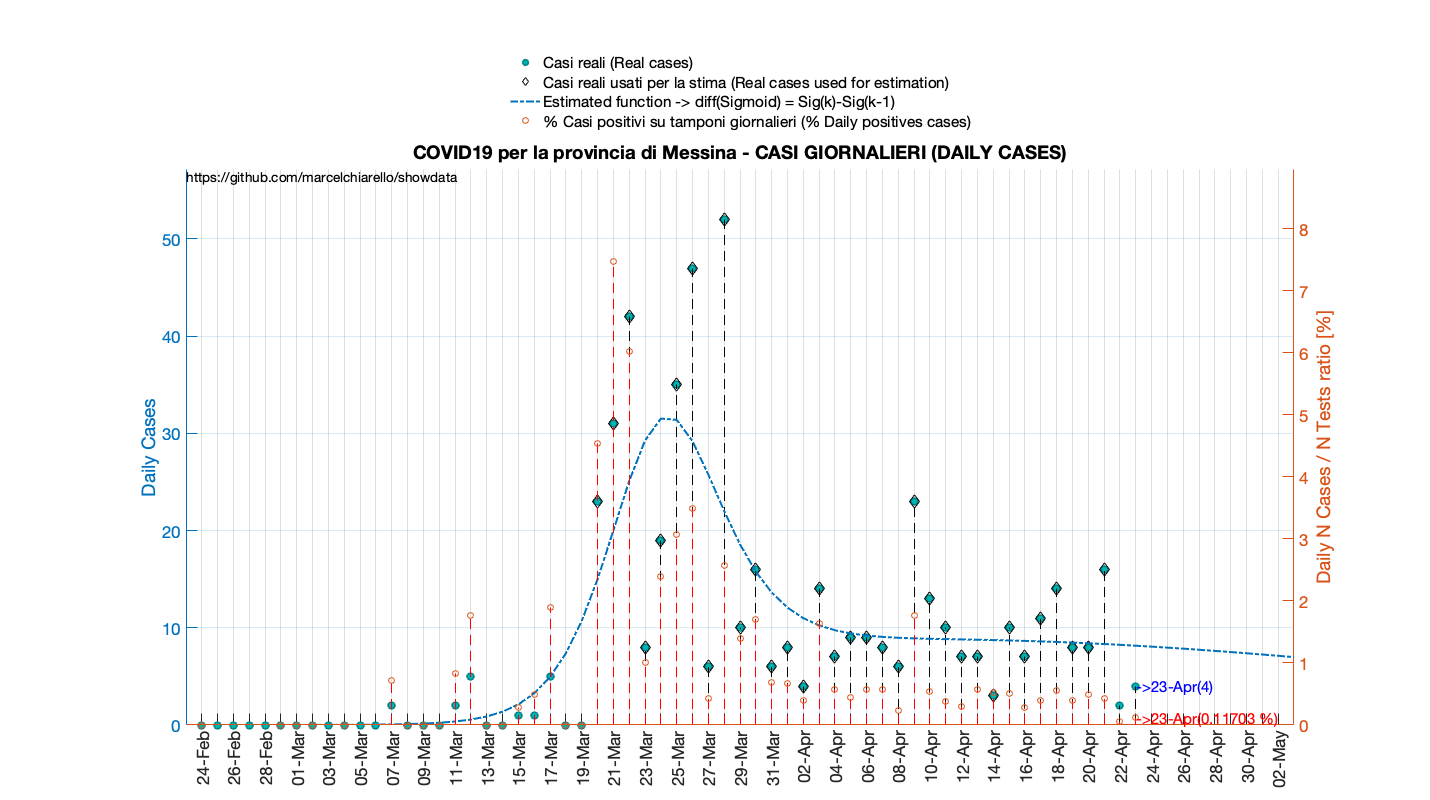 Casi reali (Real cases)
Casi reali usati per la stima (Real cases used for estimation)
Estimated function -> diff(Sigmoid) = Sig(k)-Sig(k-1)
% Casi positivi su tamponi giornalieri (% Daily positives cases)
COVID19 per la provincia di Messina - CASI GIORNALIERI (DAILY CASES)
https://github.com/marcelchiarello/showdata
Daily Cases
50
40
30
20
10
0
8
7
6
5
4
3
2
1
0
Daily N Cases / N Tests ratio [%]
->23-Apr(4)
->23-Apr(0.11703 %)
24-Feb
26-Feb
28-Feb
01-Mar
03-Mar
05-Mar
07-Mar
09-Mar
11-Mar
13-Mar
15-Mar
17-Mar
19-Mar
21-Mar
23-Mar
25-Mar
27-Mar
29-Mar
31-Mar
02-Apr
04-Apr
06-Apr
08-Apr
10-Apr
12-Apr
14-Apr
16-Apr
18-Apr
20-Apr
22-Apr
24-Apr
26-Apr
28-Apr
30-Apr
02-May